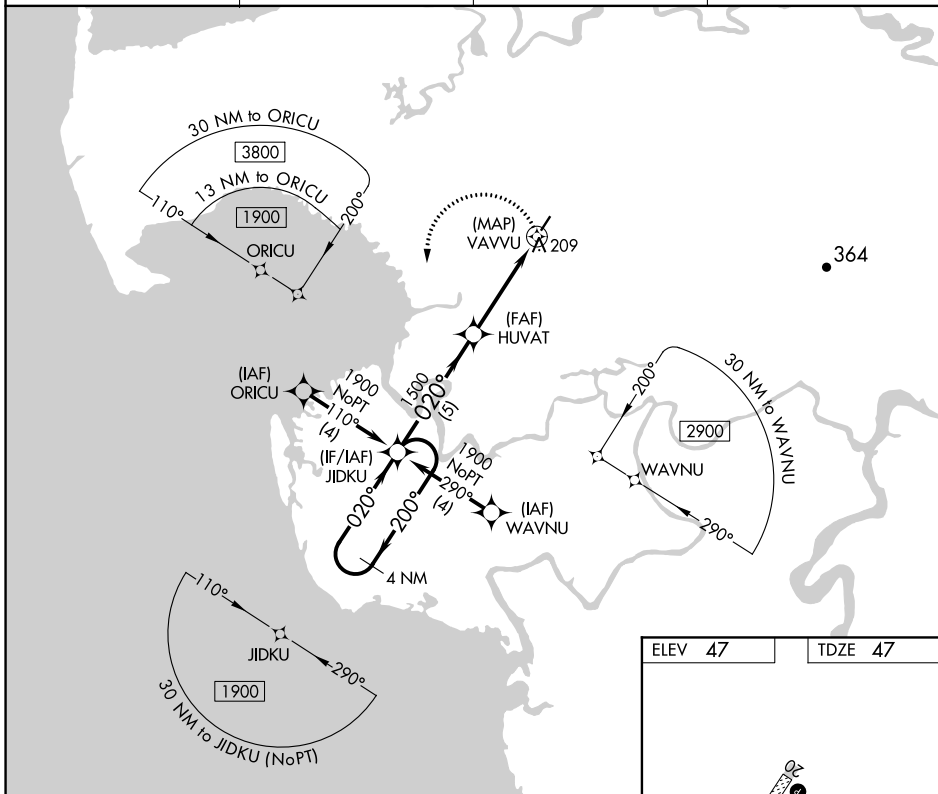 30 NM to ORICU
3800
13 NM to ORICU
110°
1900
200°
ORICU
(MAP)
VAVVU
209
364
(FAF)
HUVAT
(IAF)
ORICU
1900
NoPT
110°
(4)
1500
020°
(5)
(IF/IAF)
JIDKU
1900
NoPT
290°
(4)
(IAF)
WAVNU
020°
200°
4 NM
200°
30 NM to WAVNU
2900
WAVNU
290°
110°
JIDKU
290°
1900
30 NM to JIDKU (NoPT)
ELEV 47
TDZE 47
20
P